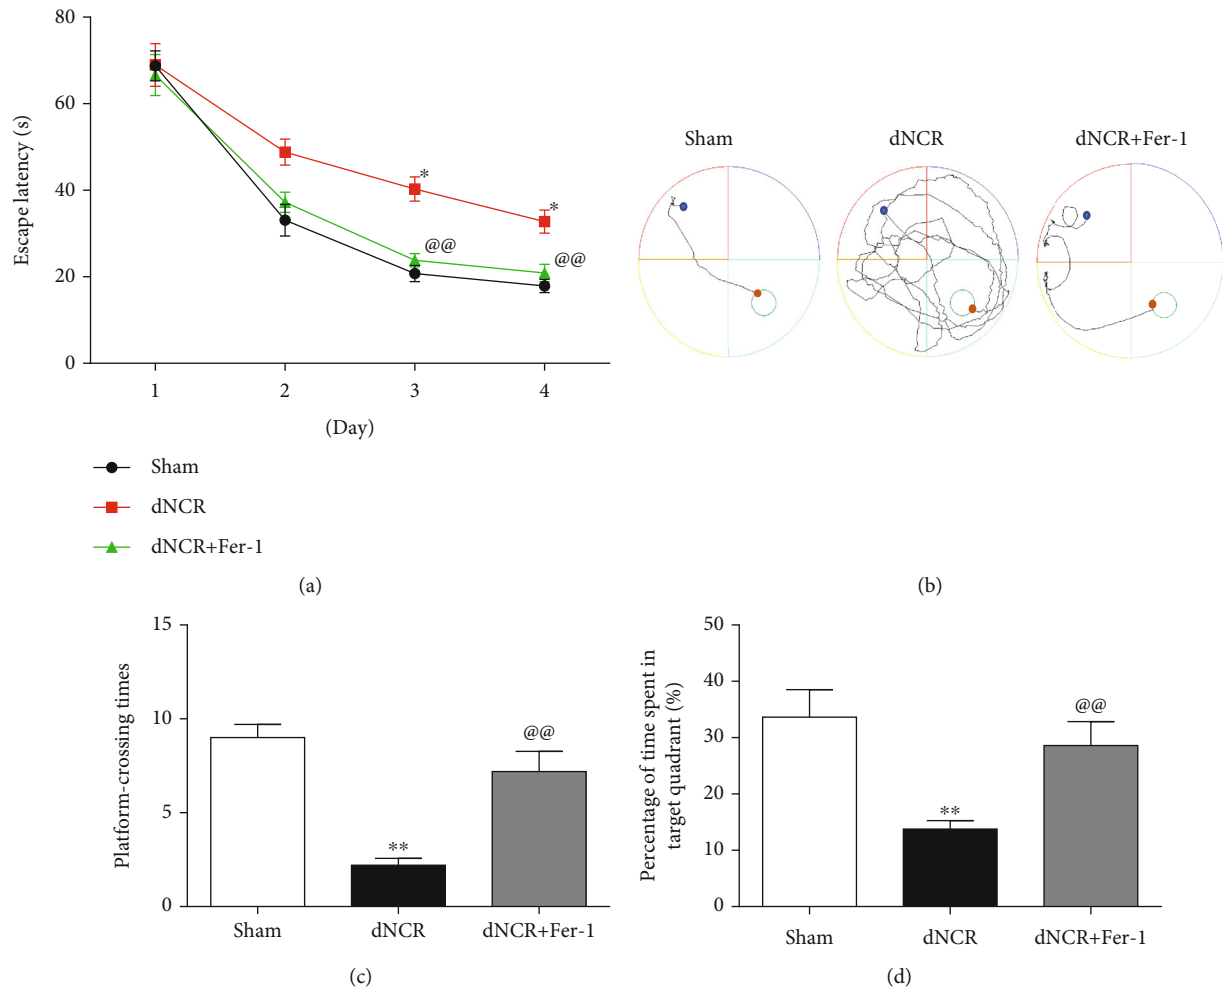 80
60
40
20
0
Escape latency (s)
*
*
@@
@@
1 2 3 4
(Day)
Sham
dNCR
dNCR+Fer-1
(a)
Sham dNCR dNCR+Fer-1
(b)
15
10
5
0
Platform-crossing times
**
@@
Sham dNCR dNCR+Fer-1
(c)
50
40
30
20
10
0
Percentage of time spent in
target quadrant (%)
**
@@
Sham dNCR dNCR+Fer-1
(d)